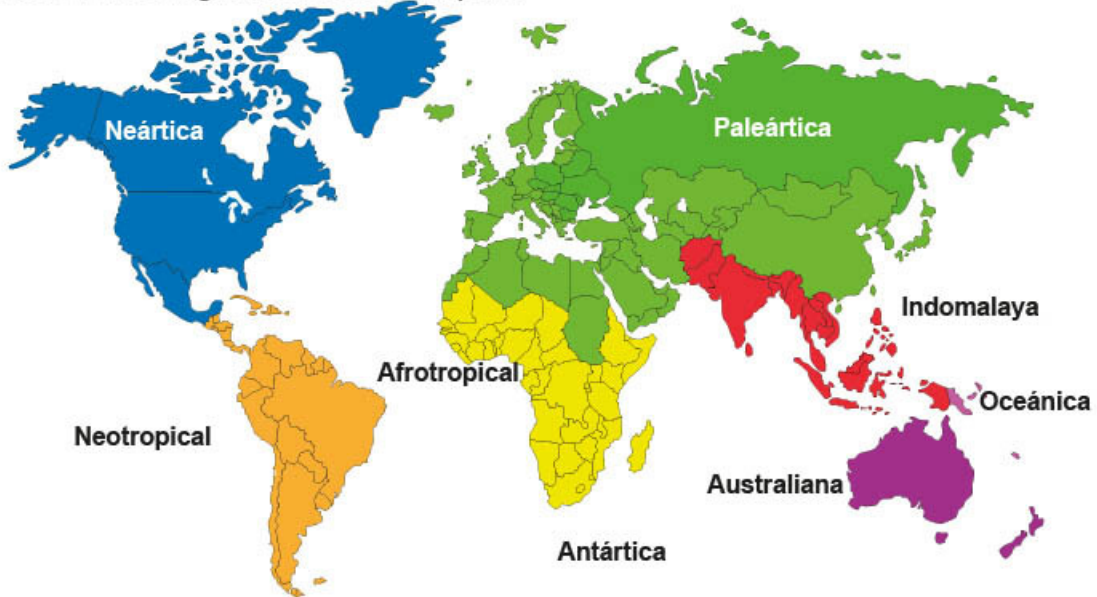 Neártica
Paleártica
Indomalaya
Afrotropical
Oceánica
Neotropical
Australiana
Antártica